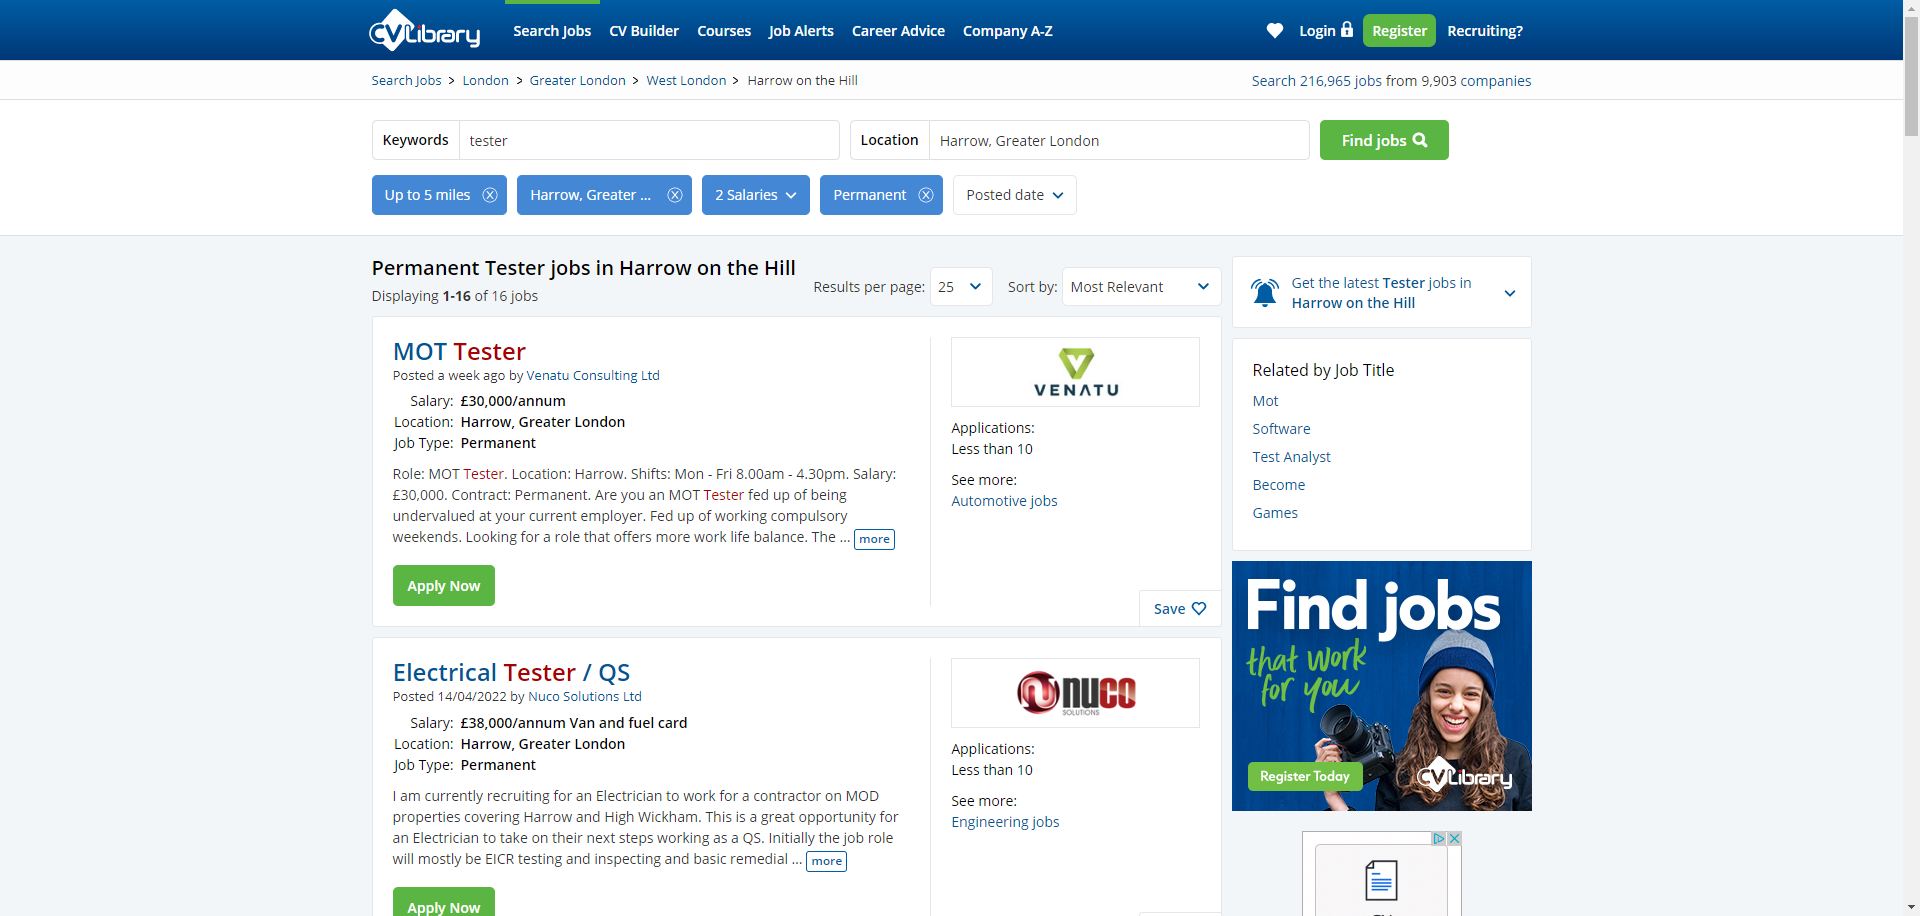 CVLibrary
Search Jobs CV Builder Courses Job Alerts Career Advice Company A-Z
Login Register Recruiting?
Search Jobs > London > Greater London > West London > Harrow on the Hill
Search 216,965 jobs from 9,903 companies
Keywords tester
Location Harrow, Greater London
Find jobs
Up to 5 miles
Harrow, Greater ...
2 Salaries
Permanent
Posted date
Permanent Tester jobs in Harrow on the Hill
Displaying 1-16 of 16 jobs
Results per page: 25
Sort by: Most Relevant
MOT Tester
Posted a week ago by Venatu Consulting Ltd
Salary: £30,000/annum
Location: Harrow, Greater London
Job Type: Permanent
Role: MOT Tester. Location: Harrow. Shifts: Mon - Fri 8.00am - 4.30pm. Salary:
£30,000. Contract: Permanent. Are you an MOT Tester fed up of being
undervalued at your current employer. Fed up of working compulsory
weekends. Looking for a role that offers more work life balance. The ... more
Apply Now
VENATU
Applications:
Less than 10
See more:
Automotive jobs
Save
Electrical Tester / QS
Posted 14/04/2022 by Nuco Solutions Ltd
Salary: £38,000/annum Van and fuel card
Location: Harrow, Greater London
Job Type: Permanent
I am currently recruiting for an Electrician to work for a contractor on MOD
properties covering Harrow and High Wickham. This is a great opportunity for
an Electrician to take on their next steps working as a QS. Initially the job role
will mostly be EICR testing and inspecting and basic remedial ... more
Apply Now
nuco
SOLUTIONS
Applications:
Less than 10
See more:
Engineering jobs
Get the latest Tester jobs in
Harrow on the Hill
Related by Job Title
Mot
Software
Test Analyst
Become
Games
Find jobs
that work
for you
Register Today
CVLibrary